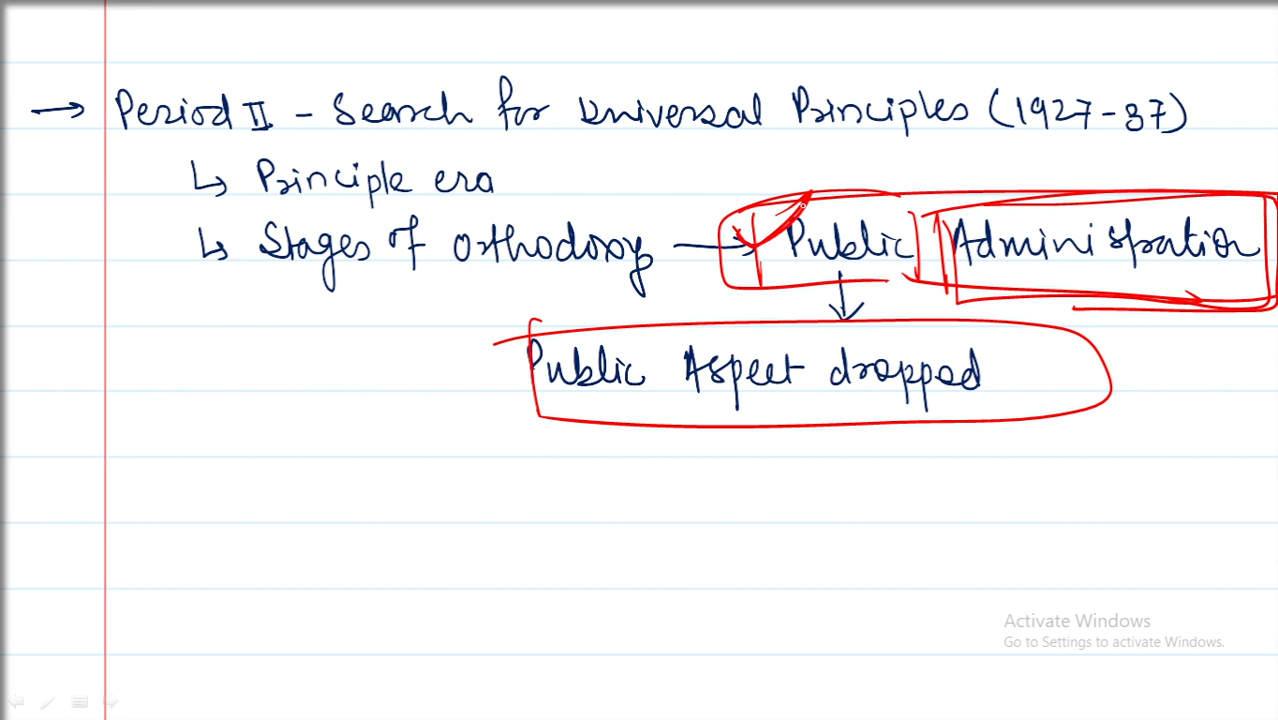 → Period II - Search for Universal Principles (1927-37)
↳ Principle era
↳ Stages of Orthodoxy → Public Administration
Public Aspect dropped
Activate Windows
Go to Settings to activate Windows.